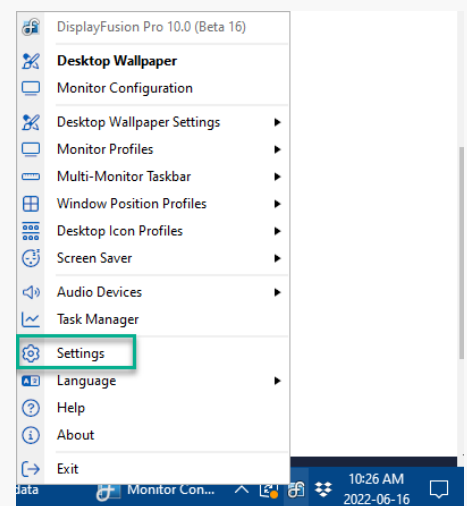 DisplayFusion Pro 10.0 (Beta 16)
Desktop Wallpaper
Monitor Configuration
Desktop Wallpaper Settings
Monitor Profiles
Multi-Monitor Taskbar
Window Position Profiles
Desktop Icon Profiles
Screen Saver
Audio Devices
Task Manager
Settings
Language
Help
About
Exit
data
Monitor Con...
10:26 AM
2022-06-16